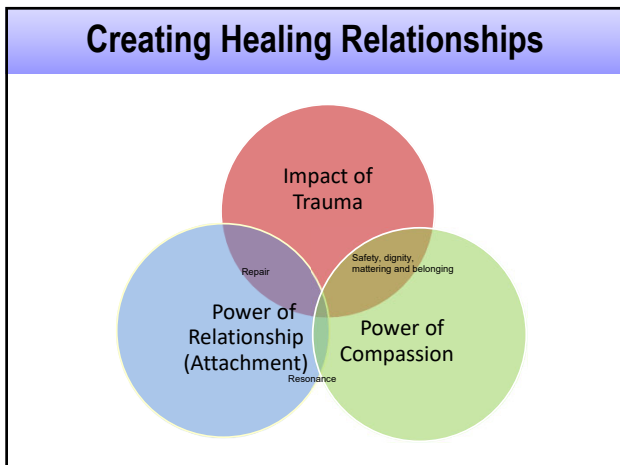 Creating Healing Relationships
Impact of
Trauma
Safety, dignity,
mattering and belonging
Repair
Power of
Relationship
(Attachment)
Power of
Compassion
Resonance